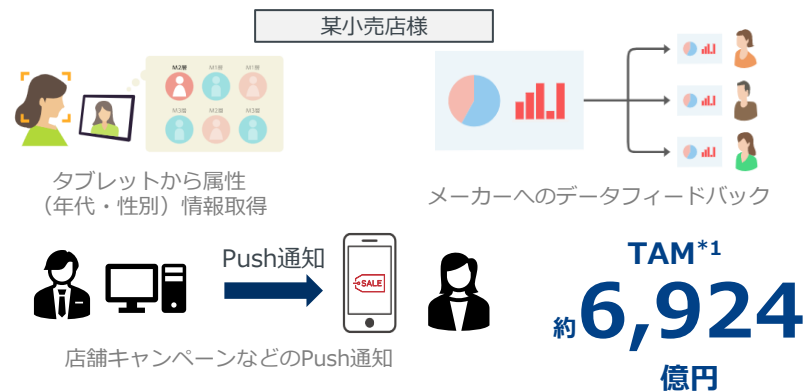 某小売店様
M2層
M1層
M1層
M3層
M2層
M3層
タブレットから属性
（年代・性別）情報取得
メーカーへのデータフィードバック
Push通知
SALE
店舗キャンペーンなどのPush通知
TAM*1
約6,924
億円